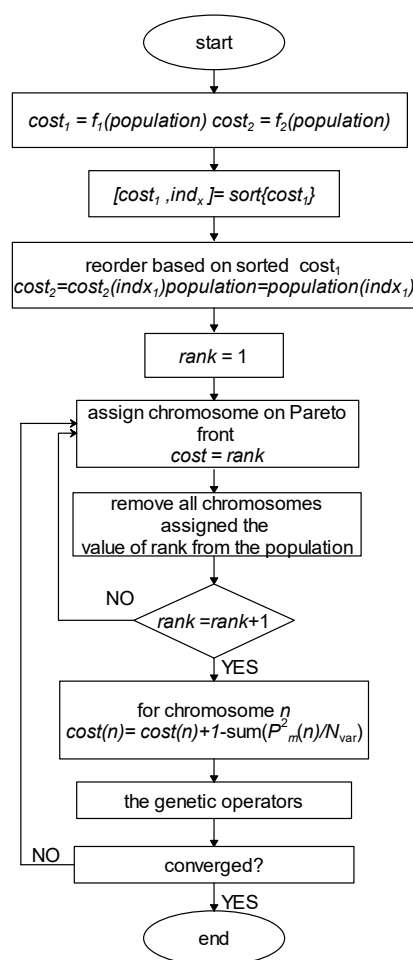 start
cost₁ = f₁(population) cost₂ = f₂(population)
[cost₁ ,indₓ ]= sort{cost₁}
reorder based on sorted cost₁
cost₂=cost₂(indx₁)population=population(indx₁)
rank = 1
assign chromosome on Pareto
front
cost = rank
remove all chromosomes
assigned the
value of rank from the population
NO
rank =rank+1
YES
for chromosome n
cost(n)= cost(n)+1-sum(P²ₘ(n)/Nᵥₐᵣ)
the genetic operators
NO
converged?
YES
end